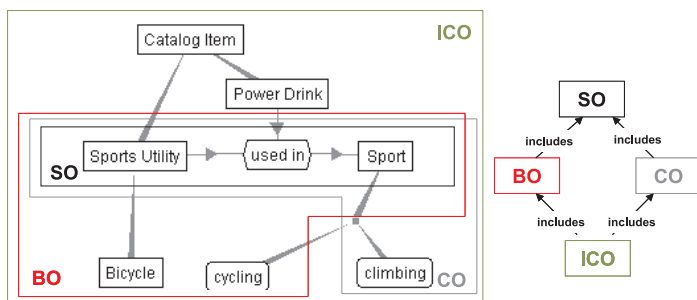 Catalog Item
ICO
Power Drink
SO
Sports Utility
used in
Sport
BO
Bicycle
cycling
climbing
CO
SO
includes
includes
BO
CO
includes
includes
ICO